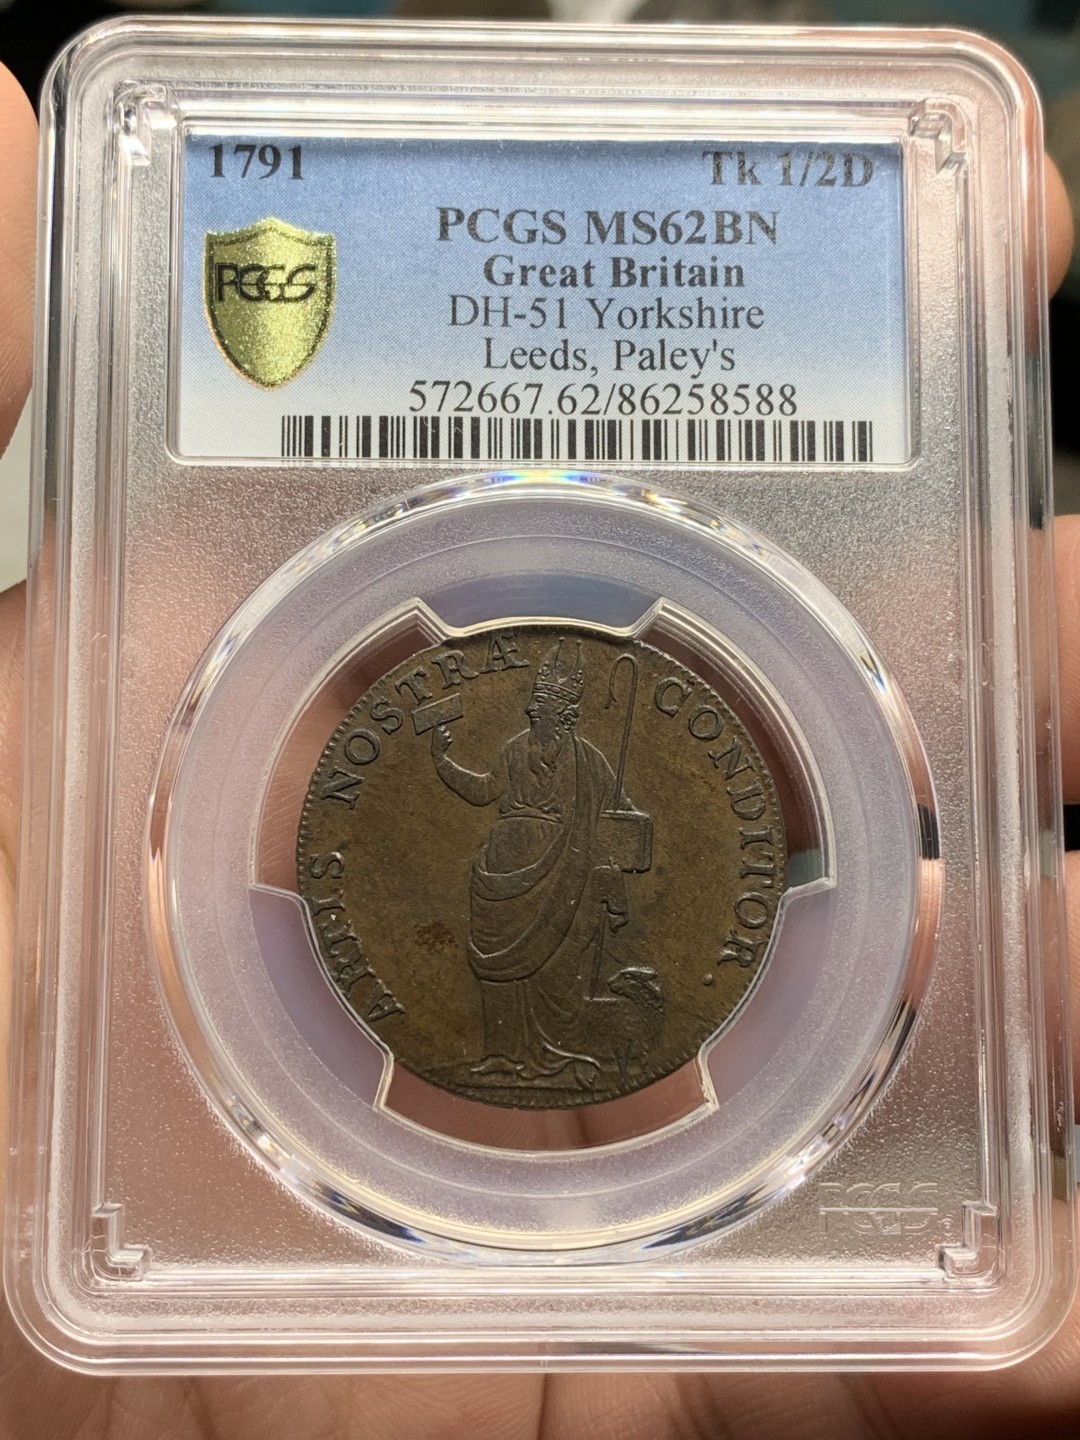 1791 Tk 1/2D
PCGS MS62BN
Great Britain
DH-51 Yorkshire
Leeds, Paley's
572667.62/86258588
PCGS
ARTIS NOSTRÆ CONDITOR.
PCGS